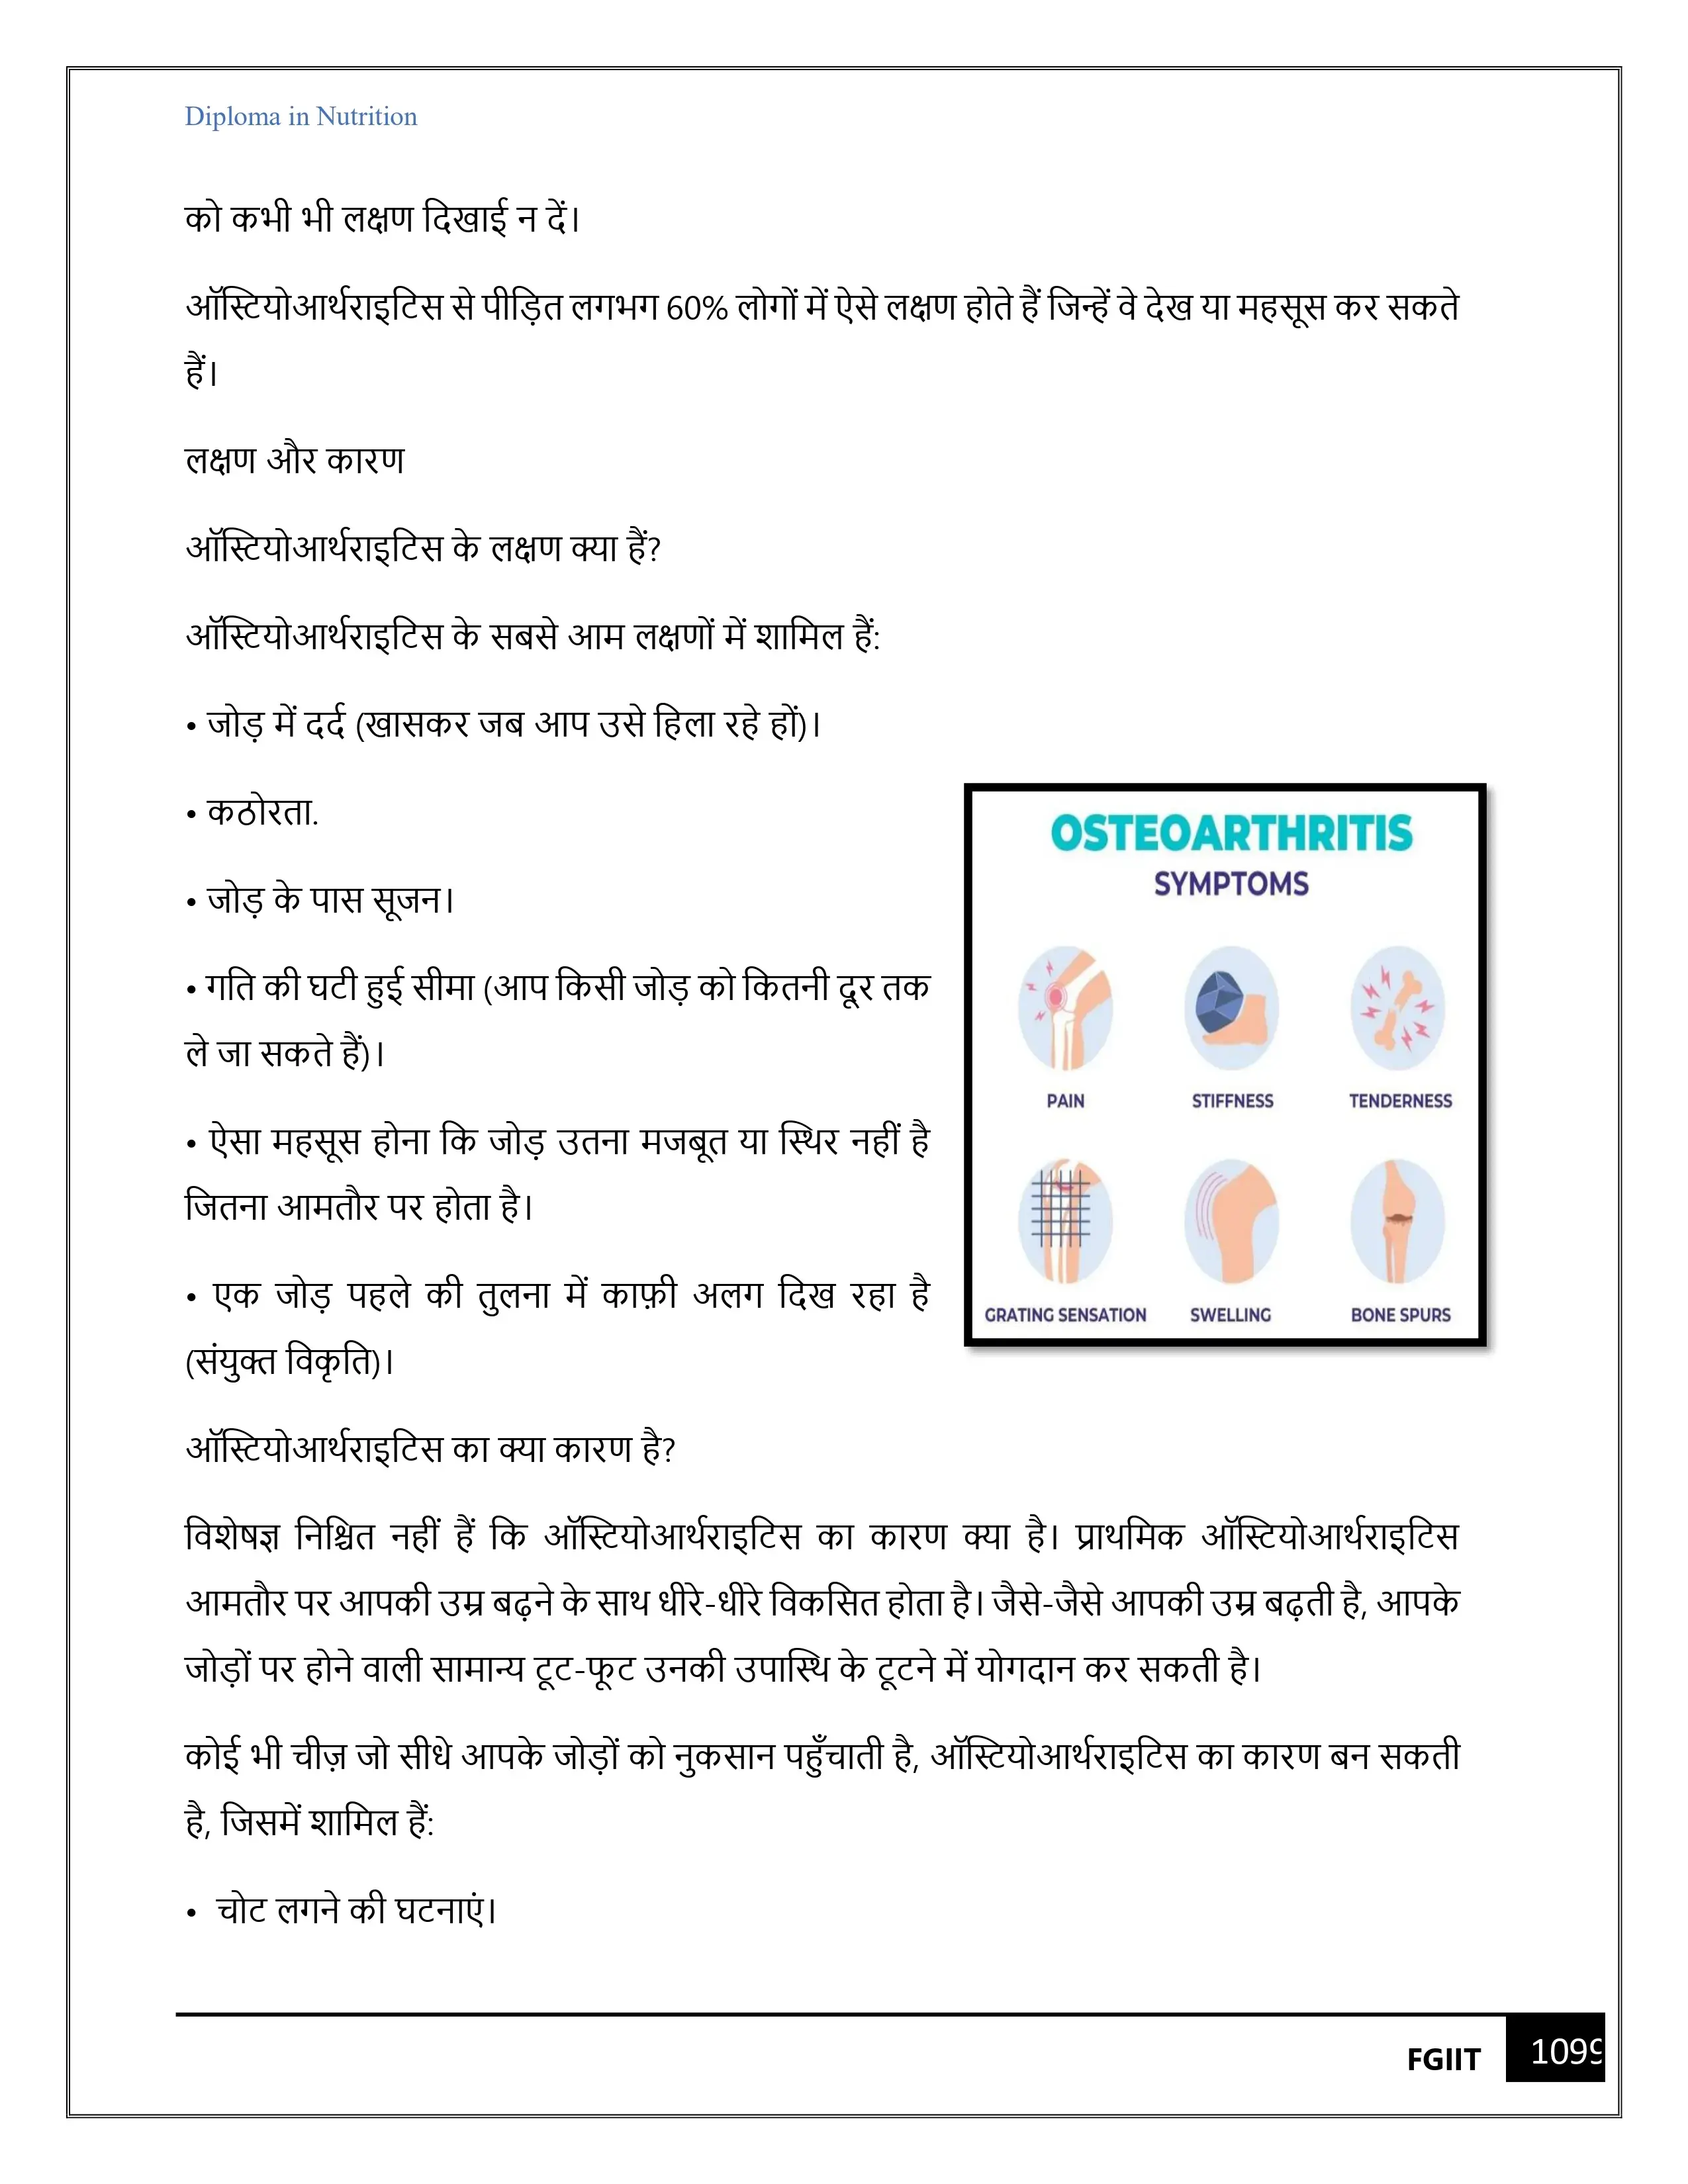 Diploma in Nutrition
को कभी भी लक्षण दिखाई न दें।
ऑस्टियोआर्थराइटिस से पीड़ित लगभग 60% लोगों में ऐसे लक्षण होते हैं जिन्हें वे देख या महसूस कर सकते
हैं।
लक्षण और कारण
ऑस्टियोआर्थराइटिस के लक्षण क्या हैं?
ऑस्टियोआर्थराइटिस के सबसे आम लक्षणों में शामिल हैं:
• जोड़ में दर्द (खासकर जब आप उसे हिला रहे हों)।
• कठोरता.
• जोड़ के पास सूजन।
• गति की घटी हुई सीमा (आप किसी जोड़ को कितनी दूर तक
ले जा सकते हैं)।
• ऐसा महसूस होना कि जोड़ उतना मजबूत या स्थिर नहीं है
जितना आमतौर पर होता है।
• एक जोड़ पहले की तुलना में काफ़ी अलग दिख रहा है
(संयुक्त विकृति)।
OSTEOARTHRITIS
SYMPTOMS
PAIN STIFFNESS TENDERNESS
GRATING SENSATION SWELLING BONE SPURS
ऑस्टियोआर्थराइटिस का क्या कारण है?
विशेषज्ञ निश्चित नहीं हैं कि ऑस्टियोआर्थराइटिस का कारण क्या है। प्राथमिक ऑस्टियोआर्थराइटिस
आमतौर पर आपकी उम्र बढ़ने के साथ धीरे-धीरे विकसित होता है। जैसे-जैसे आपकी उम्र बढ़ती है, आपके
जोड़ों पर होने वाली सामान्य टूट-फूट उनकी उपास्थि के टूटने में योगदान कर सकती है।
कोई भी चीज़ जो सीधे आपके जोड़ों को नुकसान पहुँचाती है, ऑस्टियोआर्थराइटिस का कारण बन सकती
है, जिसमें शामिल हैं:
• चोट लगने की घटनाएं।
FGIIT 1099